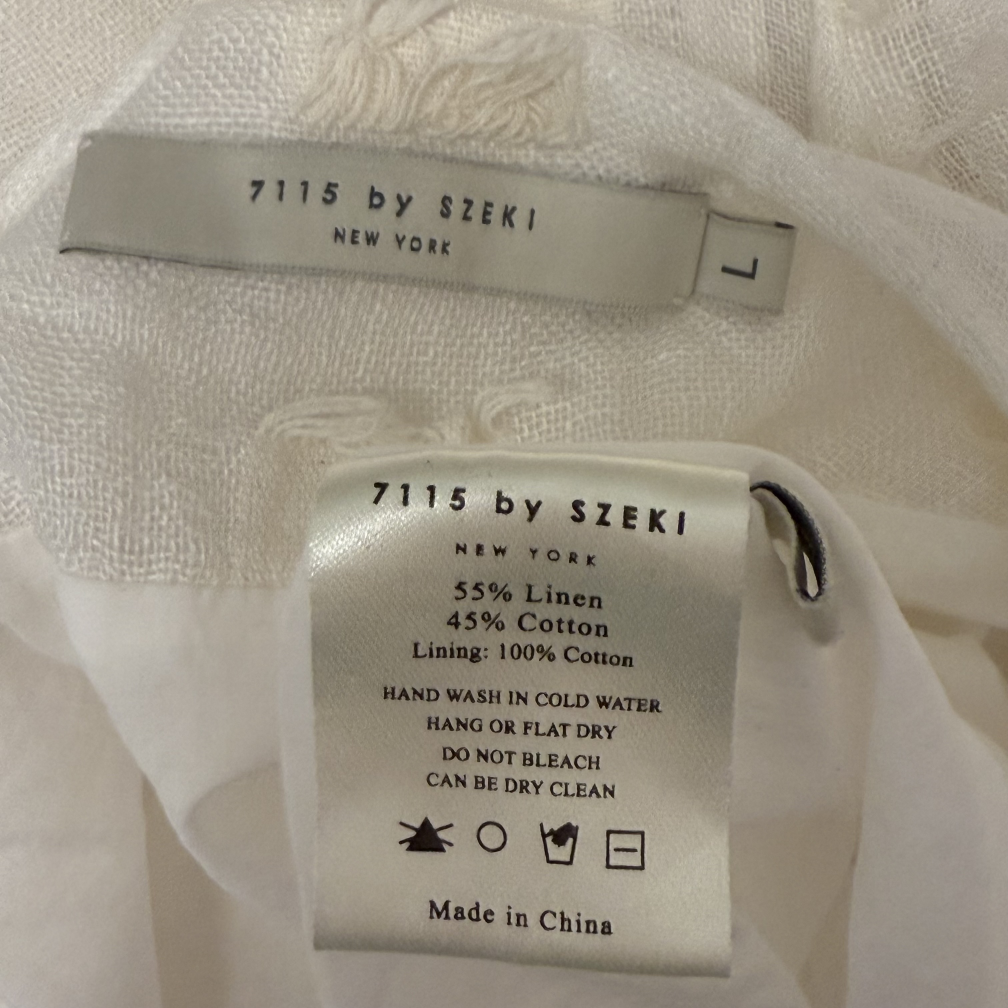 7115 by SZEKI
NEW YORK
L
7115 by SZEKI
NEW YORK
55% Linen
45% Cotton
Lining: 100% Cotton
HAND WASH IN COLD WATER
HANG OR FLAT DRY
DO NOT BLEACH
CAN BE DRY CLEAN
Made in China